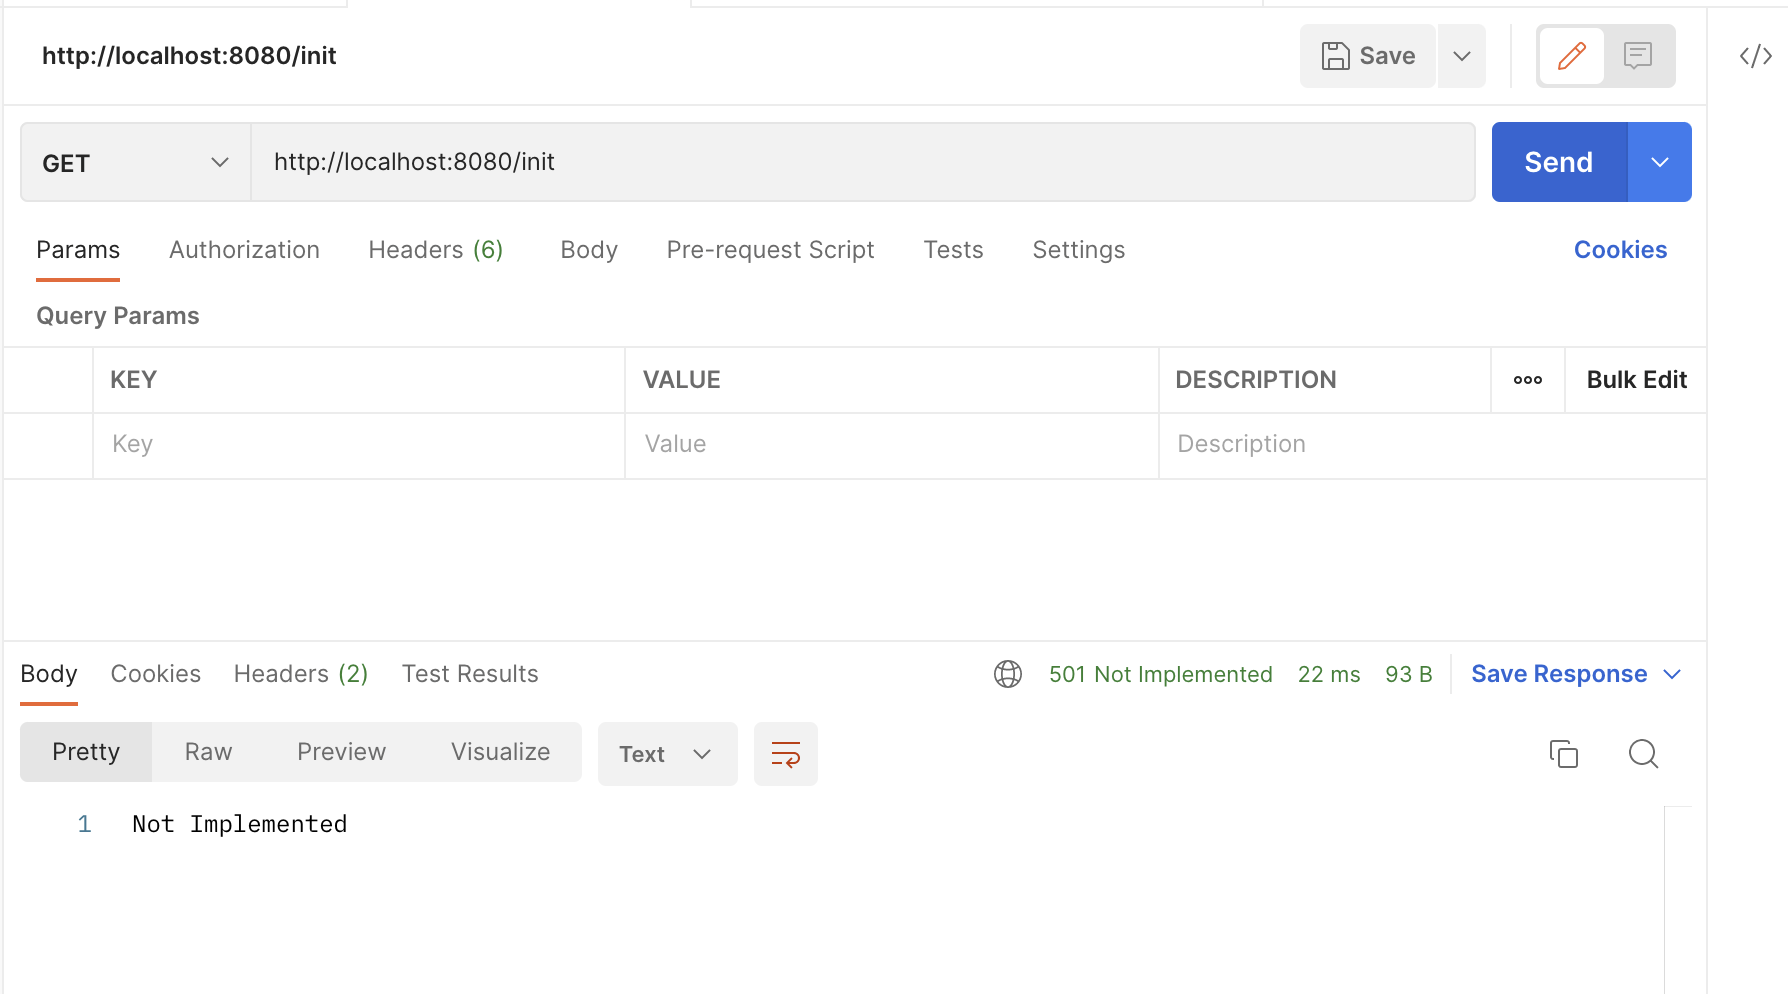 http://localhost:8080/init
Save
GET
http://localhost:8080/init
Send
Params Authorization Headers (6) Body Pre-request Script Tests Settings Cookies
Query Params
KEY VALUE DESCRIPTION Bulk Edit
Key Value Description
Body Cookies Headers (2) Test Results 501 Not Implemented 22 ms 93 B Save Response
Pretty Raw Preview Visualize Text
1 Not Implemented